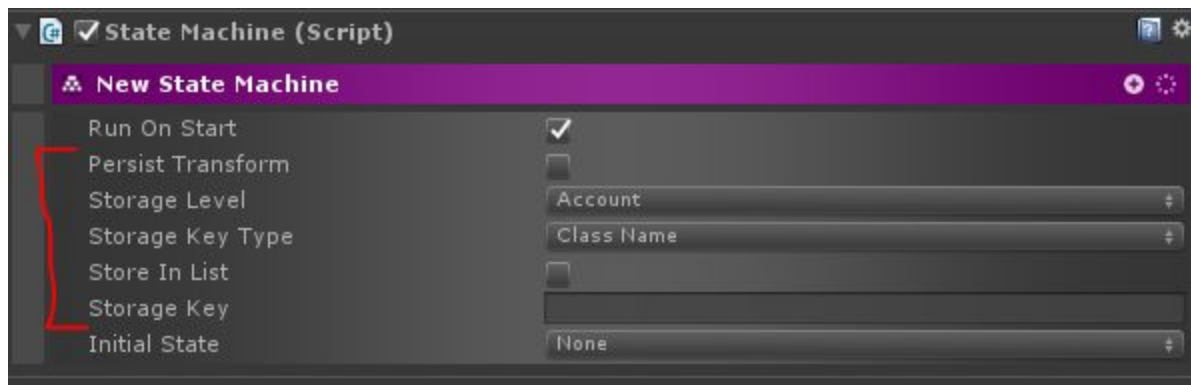 State Machine (Script)
New State Machine
Run On Start
Persist Transform
Storage Level Account
Storage Key Type Class Name
Store In List
Storage Key
Initial State None